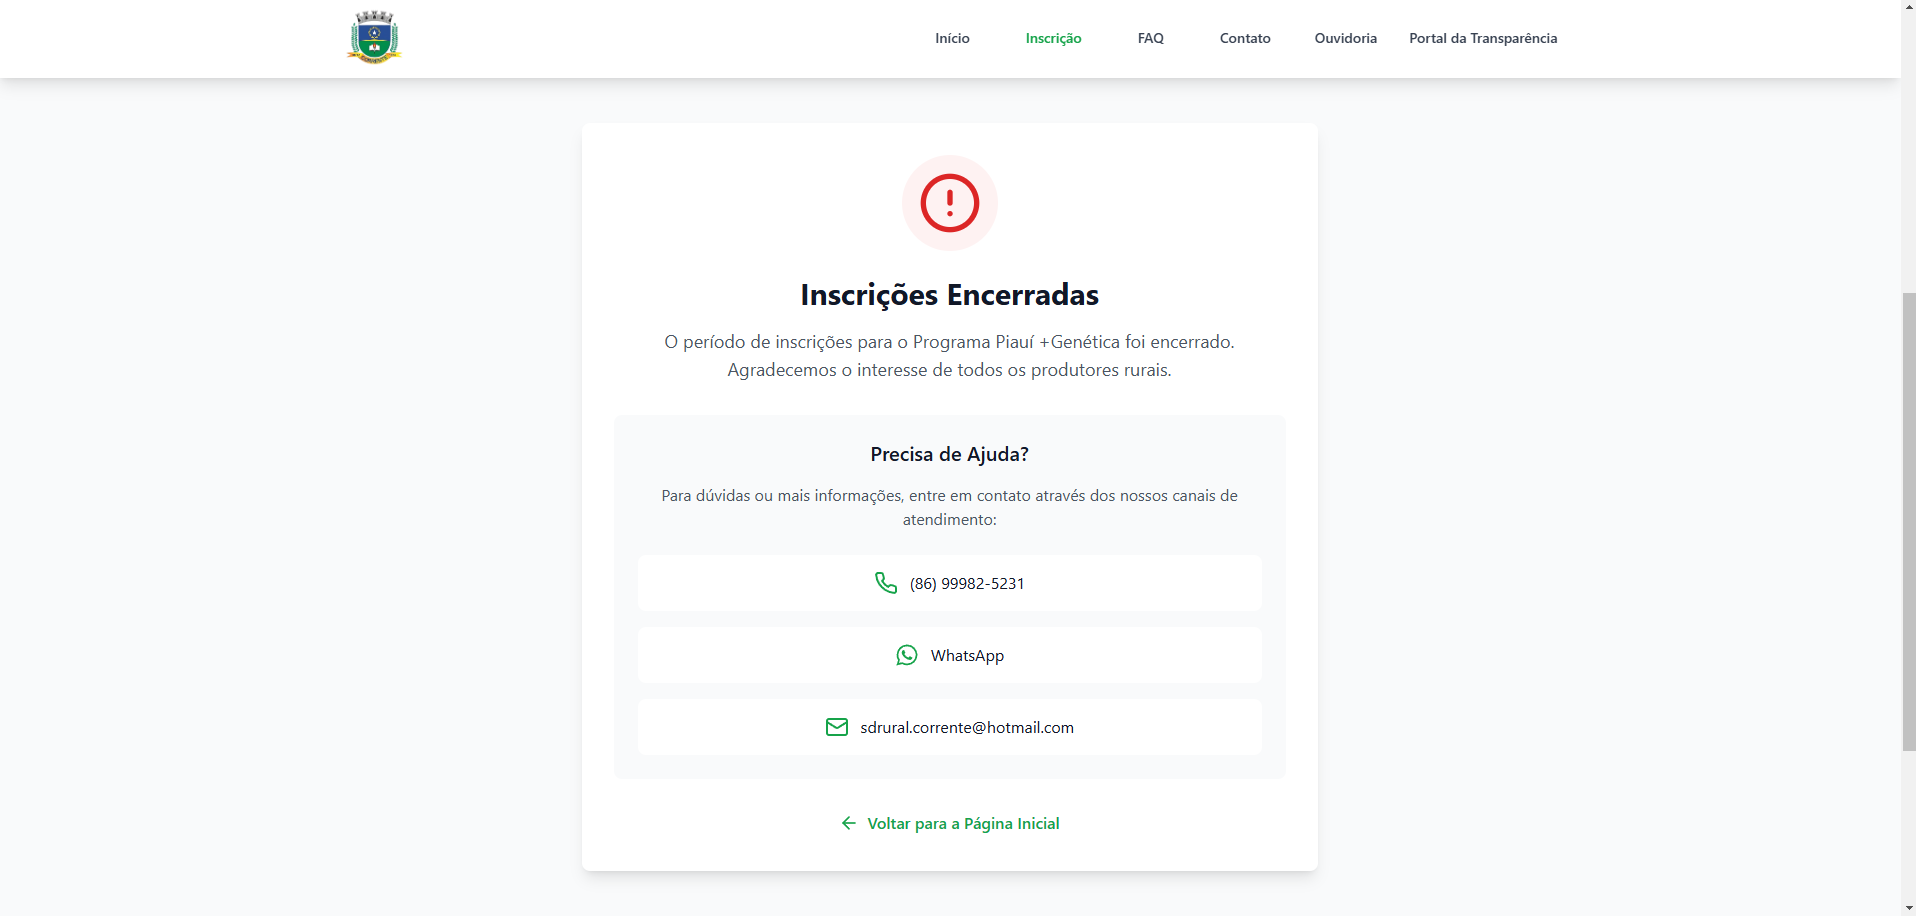 Início
Inscrição
FAQ
Contato
Ouvidoria
Portal da Transparência
Inscrições Encerradas
O período de inscrições para o Programa Piauí +Genética foi encerrado.
Agradecemos o interesse de todos os produtores rurais.
Precisa de Ajuda?
Para dúvidas ou mais informações, entre em contato através dos nossos canais de
atendimento:
(86) 99982-5231
WhatsApp
sdrural.corrente@hotmail.com
Voltar para a Página Inicial